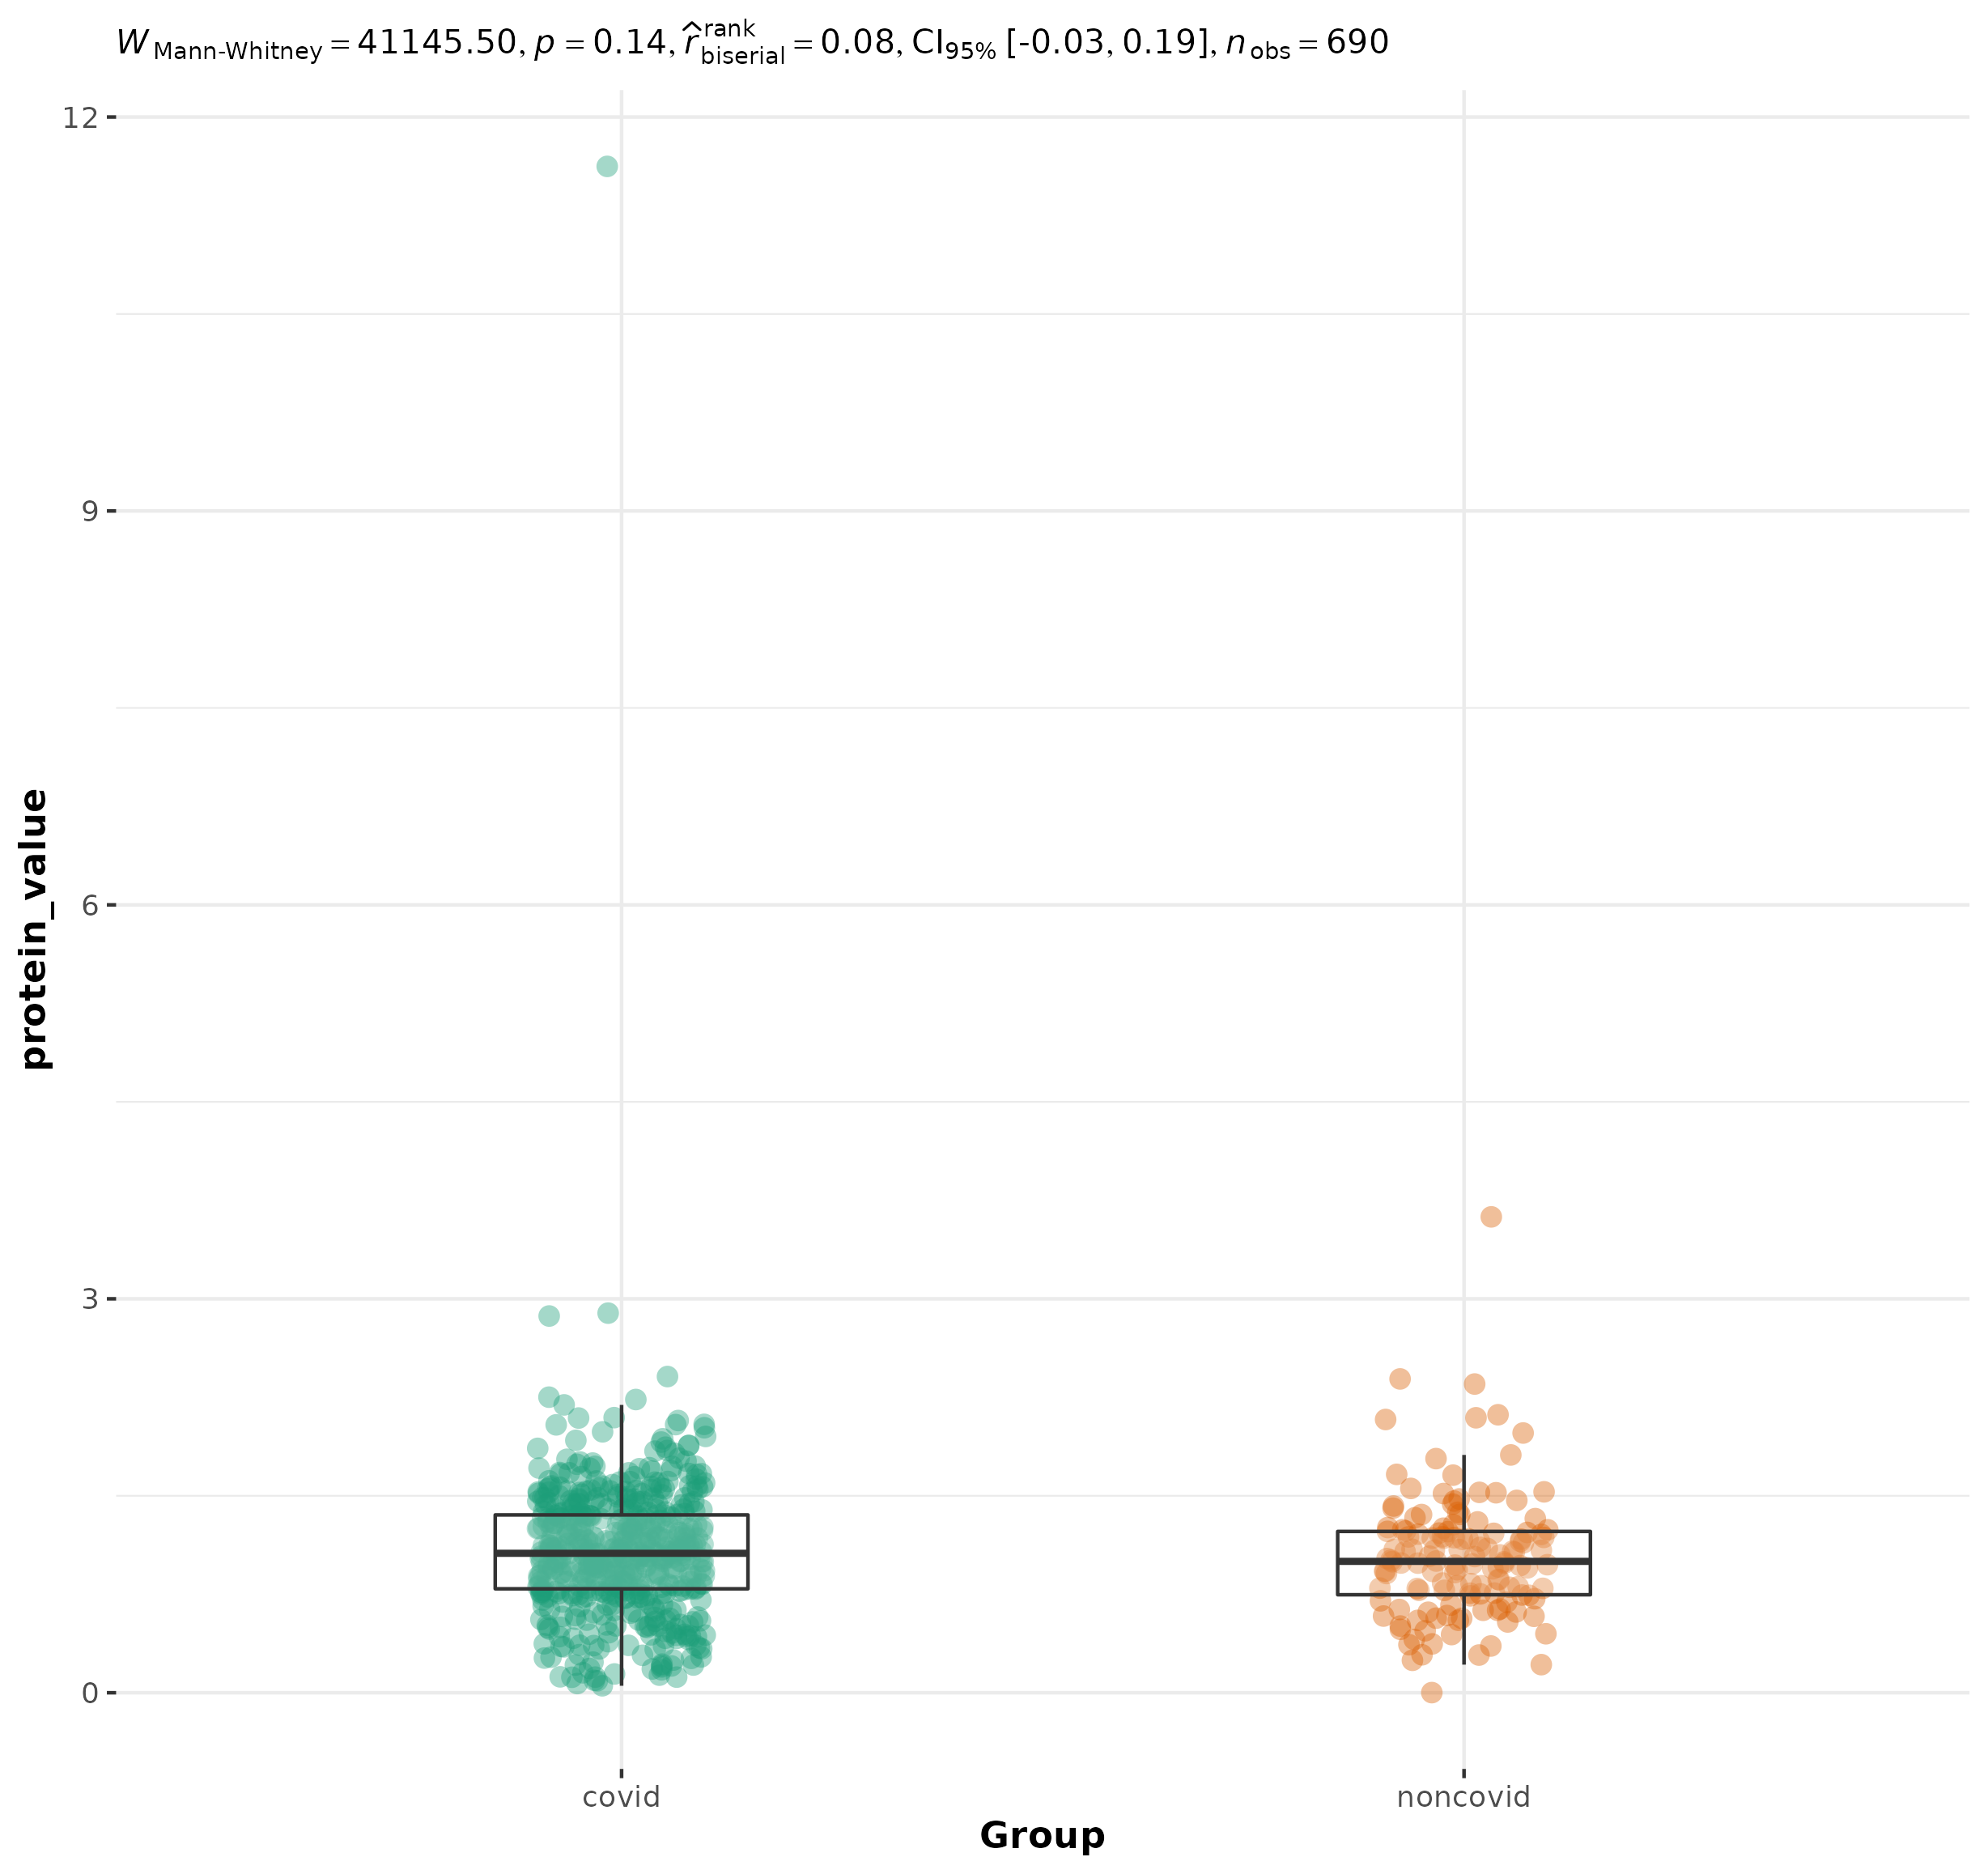 W Mann-Whitney = 41145.50, p = 0.14, r̂ rank biserial = 0.08, CI95% [-0.03, 0.19], n obs = 690
12
9
6
3
0
protein_value
covid noncovid
Group